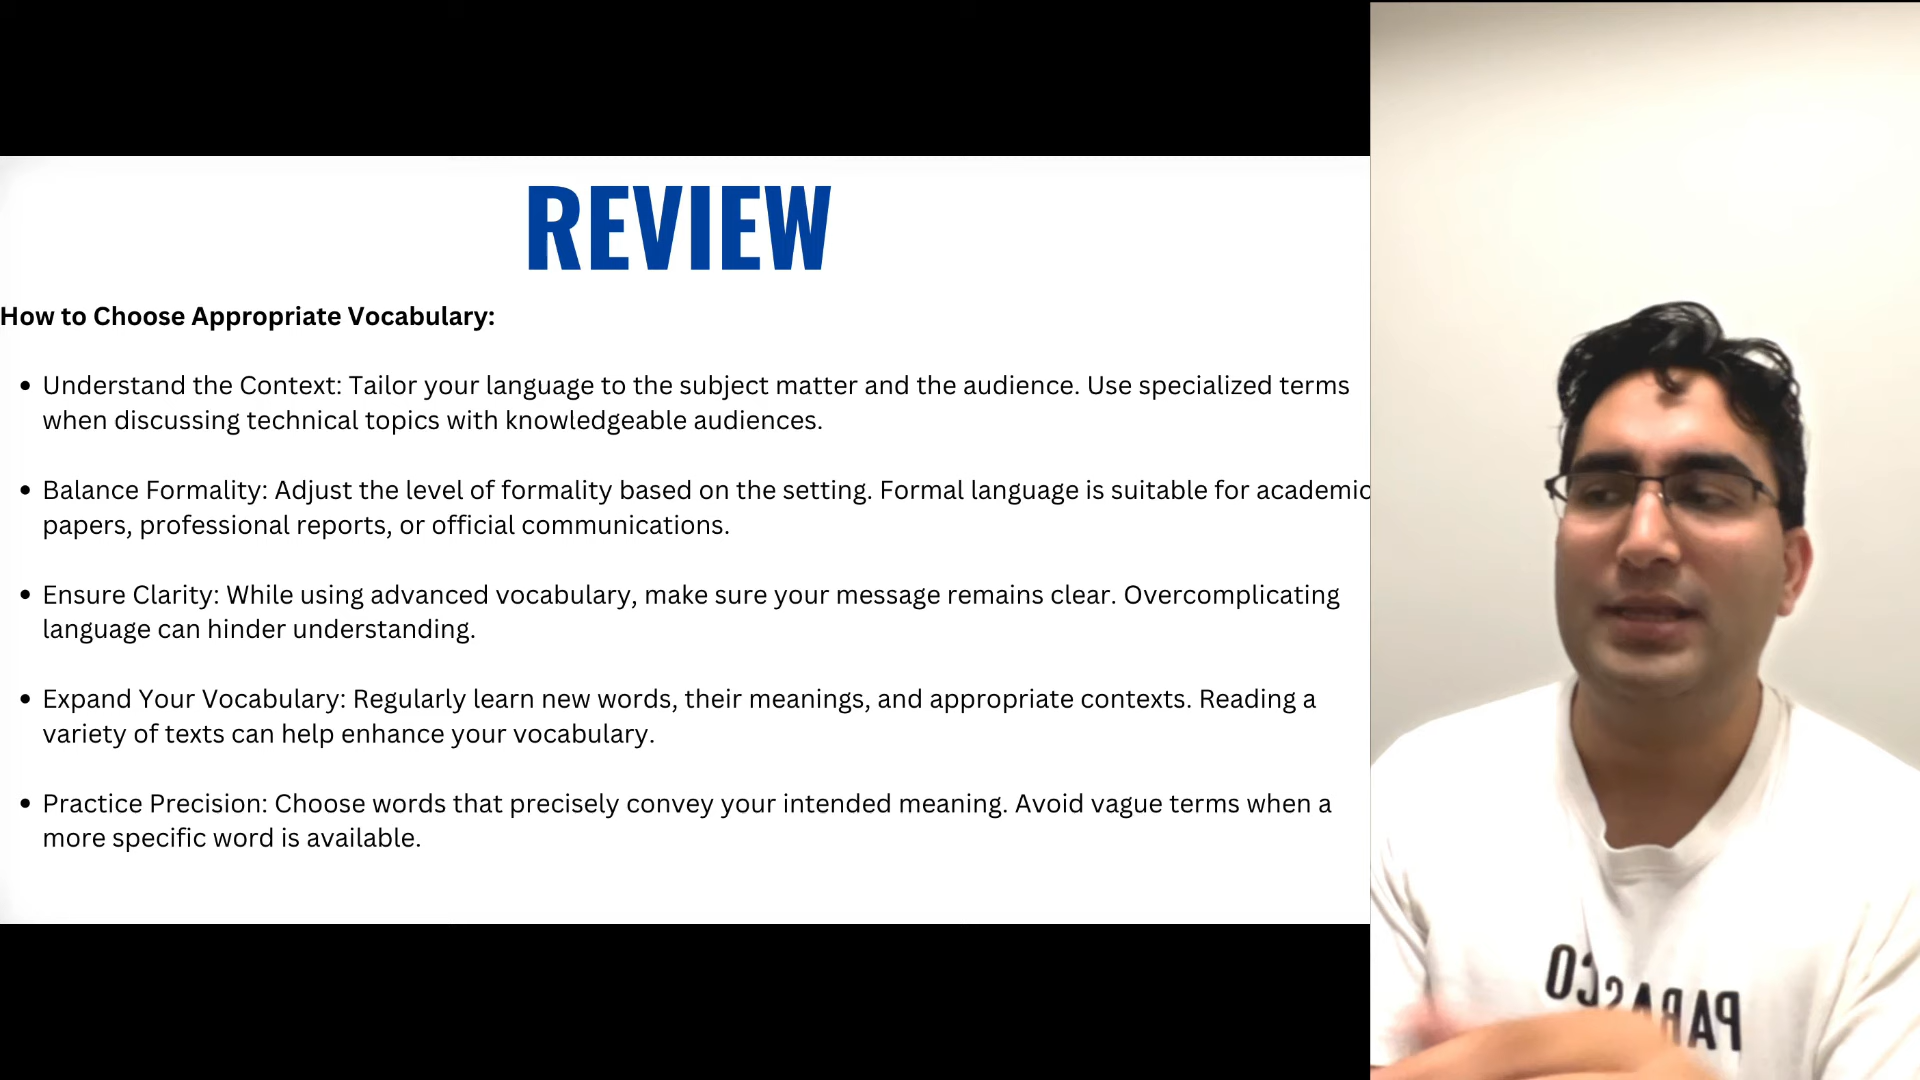 REVIEW
How to Choose Appropriate Vocabulary:
• Understand the Context: Tailor your language to the subject matter and the audience. Use specialized terms
when discussing technical topics with knowledgeable audiences.
• Balance Formality: Adjust the level of formality based on the setting. Formal language is suitable for academic
papers, professional reports, or official communications.
• Ensure Clarity: While using advanced vocabulary, make sure your message remains clear. Overcomplicating
language can hinder understanding.
• Expand Your Vocabulary: Regularly learn new words, their meanings, and appropriate contexts. Reading a
variety of texts can help enhance your vocabulary.
• Practice Precision: Choose words that precisely convey your intended meaning. Avoid vague terms when a
more specific word is available.